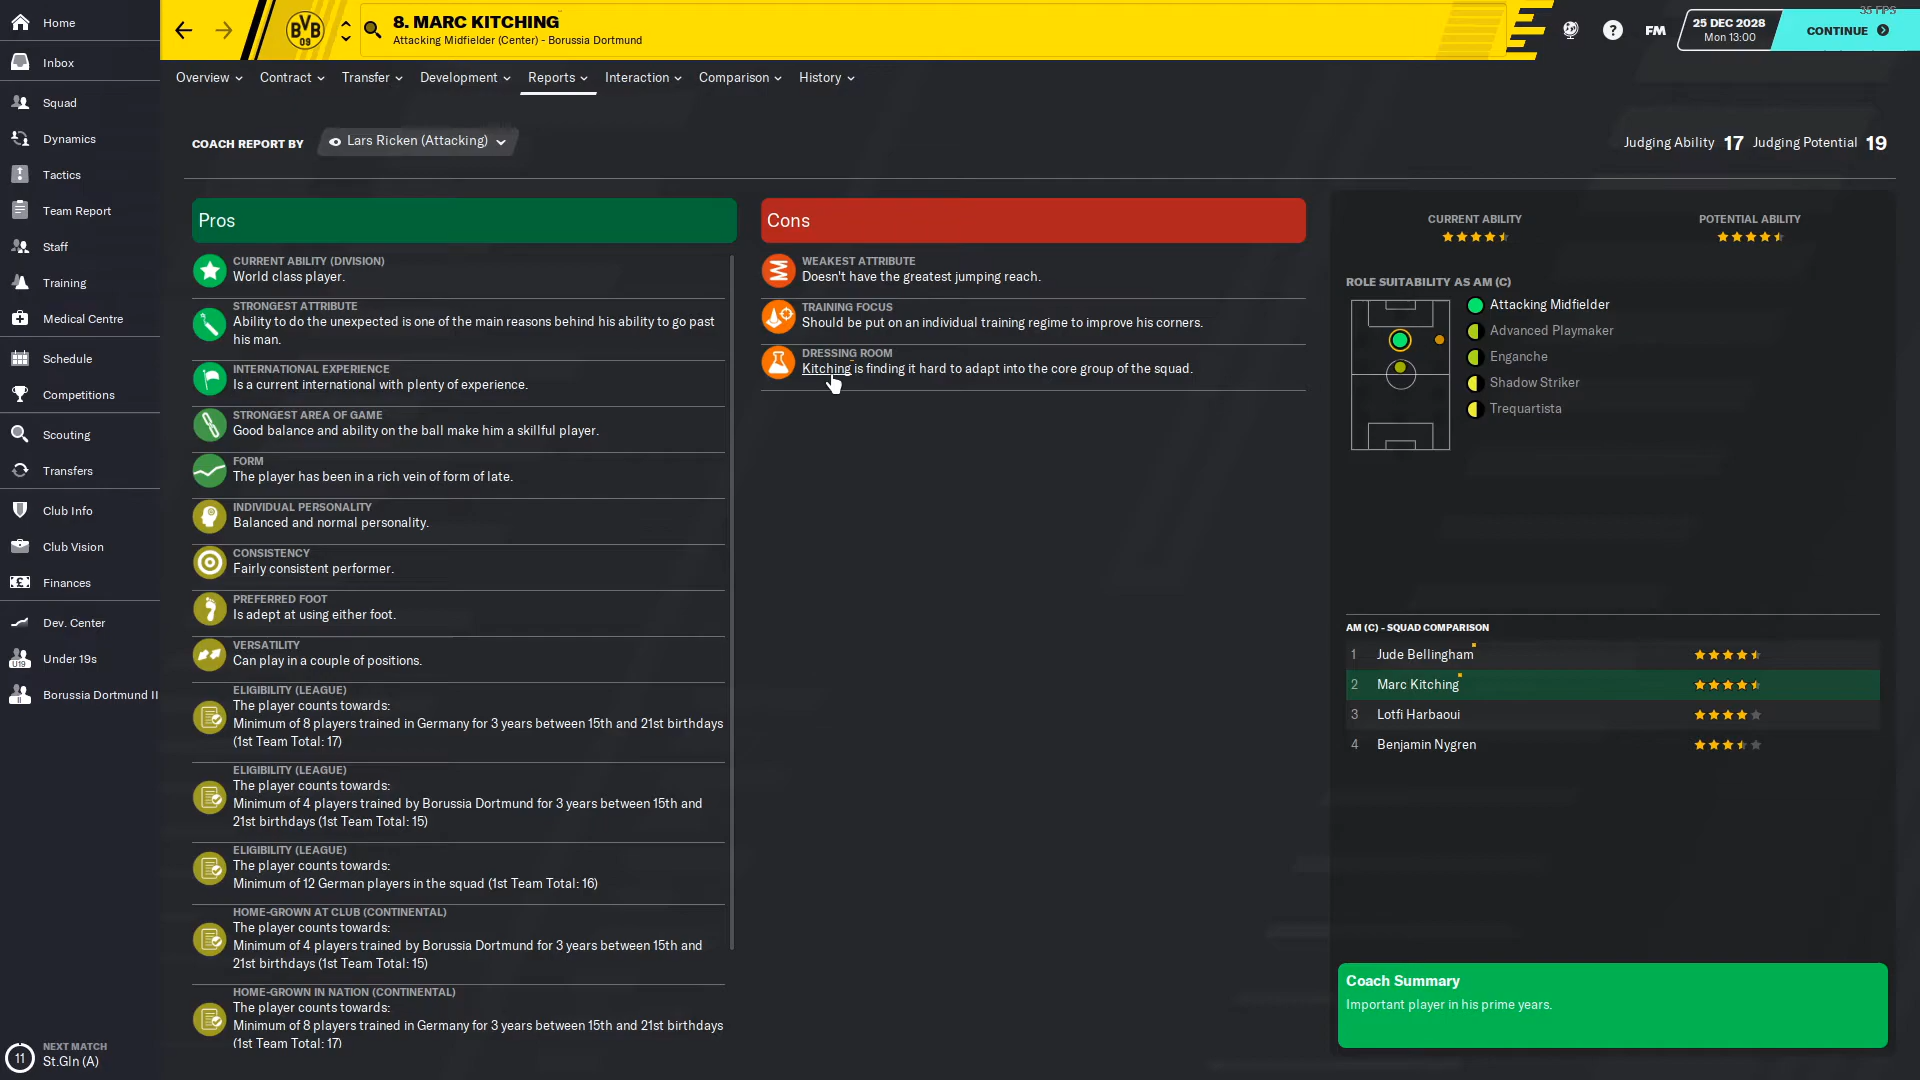 Home
Inbox
Squad
Dynamics
Tactics
Team Report
Staff
Training
Medical Centre
Schedule
Competitions
Scouting
Transfers
Club Info
Club Vision
Finances
Dev. Center
U19
Under 19s
II
Borussia Dortmund II
11
NEXT MATCH
St.Gln (A)
BVB
09
8. MARC KITCHING
Attacking Midfielder (Center) - Borussia Dortmund
FM
25 DEC 2028
Mon 13:00
35 FPS
CONTINUE
Overview
Contract
Transfer
Development
Reports
Interaction
Comparison
History
COACH REPORT BY
Lars Ricken (Attacking)
Judging Ability 17 Judging Potential 19
Pros
CURRENT ABILITY (DIVISION)
World class player.
STRONGEST ATTRIBUTE
Ability to do the unexpected is one of the main reasons behind his ability to go past
his man.
INTERNATIONAL EXPERIENCE
Is a current international with plenty of experience.
STRONGEST AREA OF GAME
Good balance and ability on the ball make him a skillful player.
FORM
The player has been in a rich vein of form of late.
INDIVIDUAL PERSONALITY
Balanced and normal personality.
CONSISTENCY
Fairly consistent performer.
PREFERRED FOOT
Is adept at using either foot.
VERSATILITY
Can play in a couple of positions.
ELIGIBILITY (LEAGUE)
The player counts towards:
Minimum of 8 players trained in Germany for 3 years between 15th and 21st birthdays
(1st Team Total: 17)
ELIGIBILITY (LEAGUE)
The player counts towards:
Minimum of 4 players trained by Borussia Dortmund for 3 years between 15th and
21st birthdays (1st Team Total: 15)
ELIGIBILITY (LEAGUE)
The player counts towards:
Minimum of 12 German players in the squad (1st Team Total: 16)
HOME-GROWN AT CLUB (CONTINENTAL)
The player counts towards:
Minimum of 4 players trained by Borussia Dortmund for 3 years between 15th and
21st birthdays (1st Team Total: 15)
HOME-GROWN IN NATION (CONTINENTAL)
The player counts towards:
Minimum of 8 players trained in Germany for 3 years between 15th and 21st birthdays
(1st Team Total: 17)
Cons
WEAKEST ATTRIBUTE
Doesn't have the greatest jumping reach.
TRAINING FOCUS
Should be put on an individual training regime to improve his corners.
DRESSING ROOM
Kitching is finding it hard to adapt into the core group of the squad.
CURRENT ABILITY
POTENTIAL ABILITY
ROLE SUITABILITY AS AM (C)
Attacking Midfielder
Advanced Playmaker
Enganche
Shadow Striker
Trequartista
AM (C) - SQUAD COMPARISON
1 Jude Bellingham
2 Marc Kitching
3 Lotfi Harbaoui
4 Benjamin Nygren
Coach Summary
Important player in his prime years.